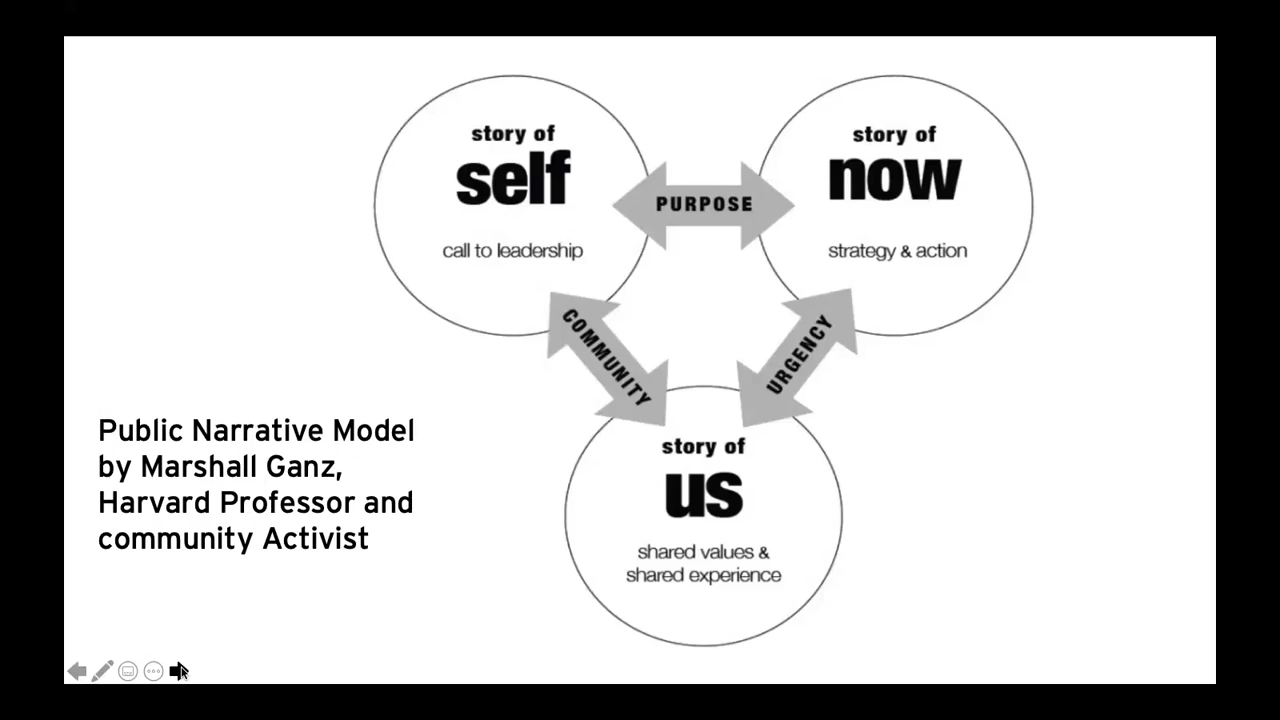 story of
self
call to leadership
PURPOSE
story of
now
strategy & action
COMMUNITY
URGENCY
story of
us
shared values &
shared experience
Public Narrative Model
by Marshall Ganz,
Harvard Professor and
community Activist